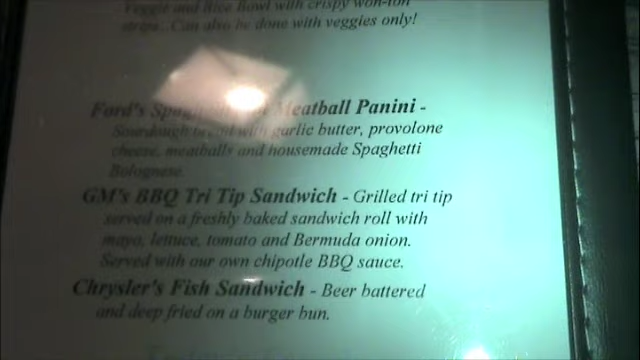 Veggie and Rice Bowl with crispy won-ton
strips. Can also be done with veggies only!
Ford's Meatball Panini -
Sourdough bread with garlic butter, provolone
cheese, meatballs and housemade Spaghetti
Bolognese.
GM's BBQ Tri Tip Sandwich - Grilled tri tip
served on a freshly baked sandwich roll with
mayo, lettuce, tomato and Bermuda onion.
Served with our own chipotle BBQ sauce.
Chrysler's Fish Sandwich - Beer battered
and deep fried on a burger bun.